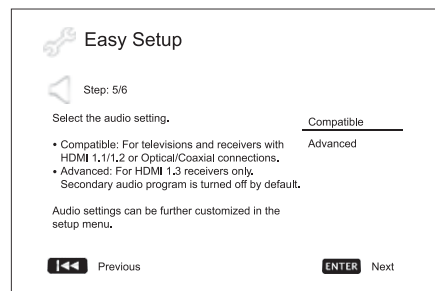 Easy Setup
Step: 5/6
Select the audio setting.
Compatible
Advanced
• Compatible: For televisions and receivers with
HDMI 1.1/1.2 or Optical/Coaxial connections.
• Advanced: For HDMI 1.3 receivers only.
Secondary audio program is turned off by default.
Audio settings can be further customized in the
setup menu.
Previous
ENTER Next